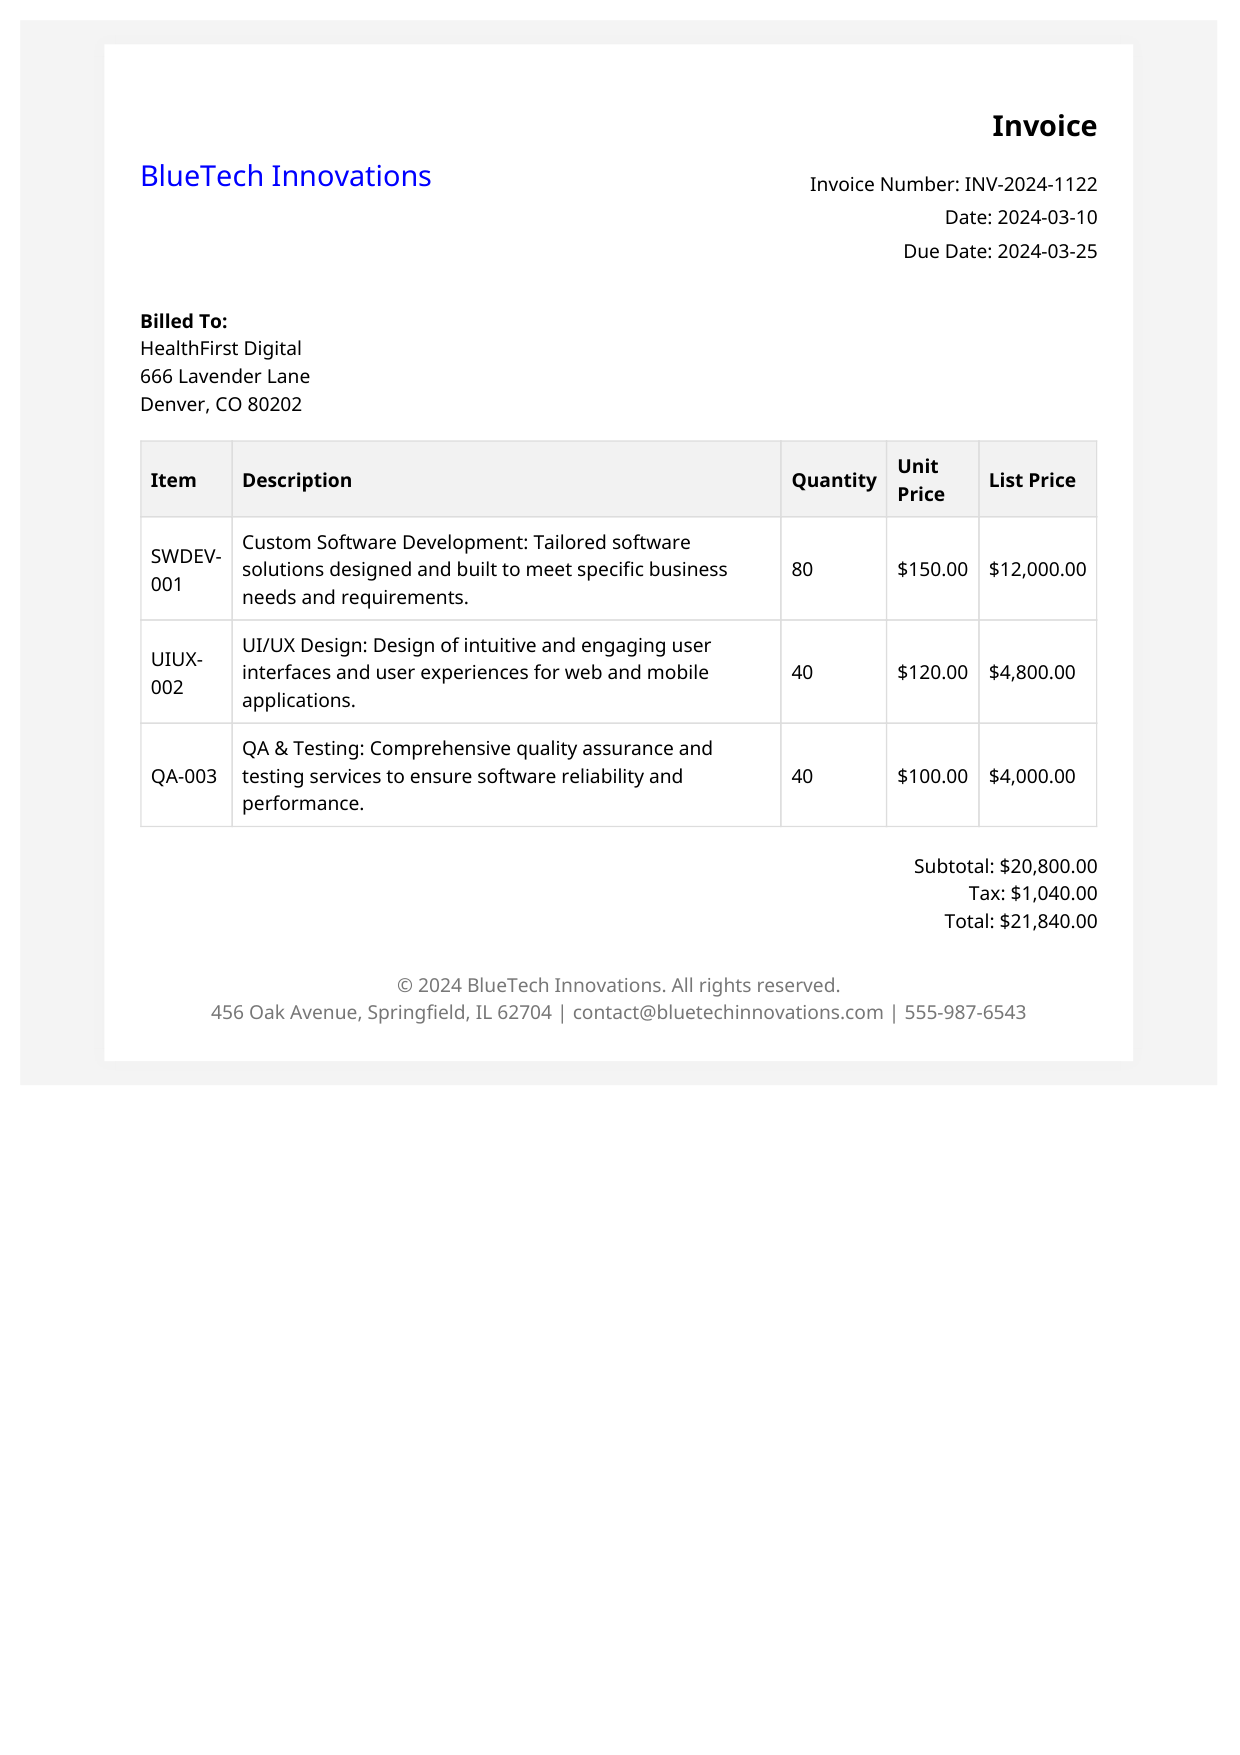 Invoice
BlueTech Innovations
Invoice Number: INV-2024-1122
Date: 2024-03-10
Due Date: 2024-03-25
Billed To:
HealthFirst Digital
666 Lavender Lane
Denver, CO 80202
Item Description Quantity Unit Price List Price
SWDEV-001 Custom Software Development: Tailored software solutions designed and built to meet specific business needs and requirements. 80 $150.00 $12,000.00
UIUX-002 UI/UX Design: Design of intuitive and engaging user interfaces and user experiences for web and mobile applications. 40 $120.00 $4,800.00
QA-003 QA & Testing: Comprehensive quality assurance and testing services to ensure software reliability and performance. 40 $100.00 $4,000.00
Subtotal: $20,800.00
Tax: $1,040.00
Total: $21,840.00
© 2024 BlueTech Innovations. All rights reserved.
456 Oak Avenue, Springfield, IL 62704 | contact@bluetechinnovations.com | 555-987-6543